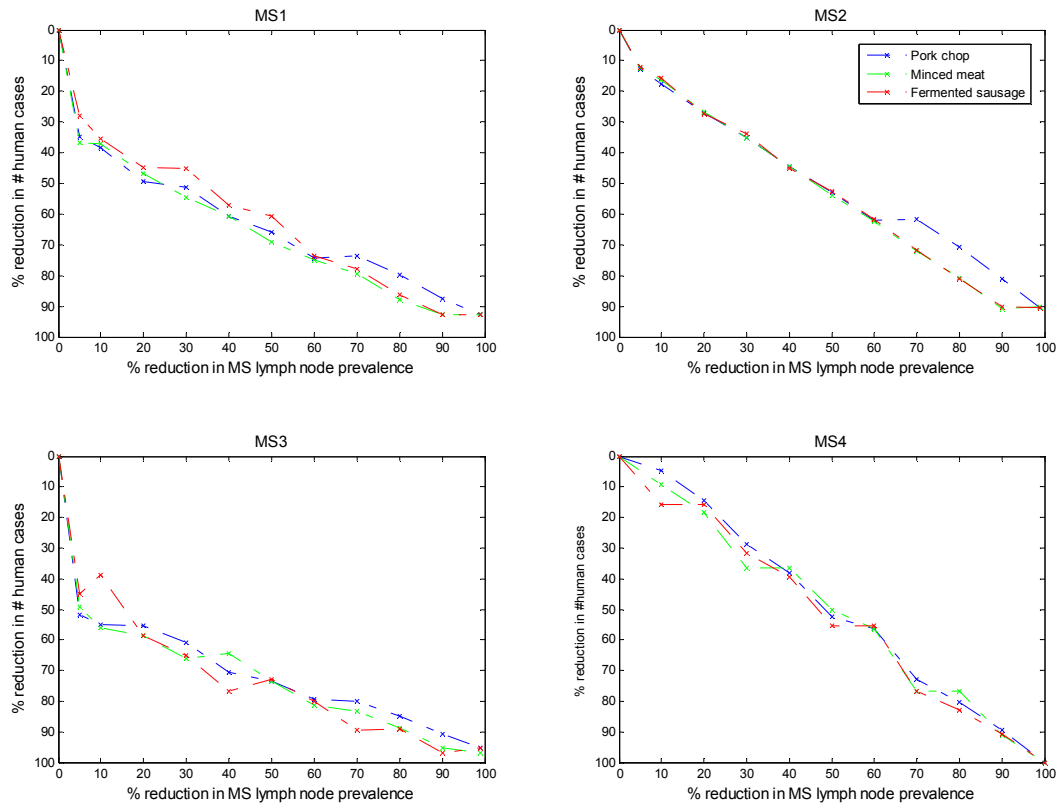 MS1
0
10
20
30
40
50
60
70
80
90
100
% reduction in # human cases
0 10 20 30 40 50 60 70 80 90 100
% reduction in MS lymph node prevalence
MS2
0
10
20
30
40
50
60
70
80
90
100
% reduction in # human cases
Pork chop
Minced meat
Fermented sausage
0 10 20 30 40 50 60 70 80 90 100
% reduction in MS lymph node prevalence
MS3
0
10
20
30
40
50
60
70
80
90
100
% reduction in # human cases
0 10 20 30 40 50 60 70 80 90 100
% reduction in MS lymph node prevalence
MS4
0
10
20
30
40
50
60
70
80
90
100
% reduction in #human cases
0 10 20 30 40 50 60 70 80 90 100
% reduction in MS lymph node prevalence